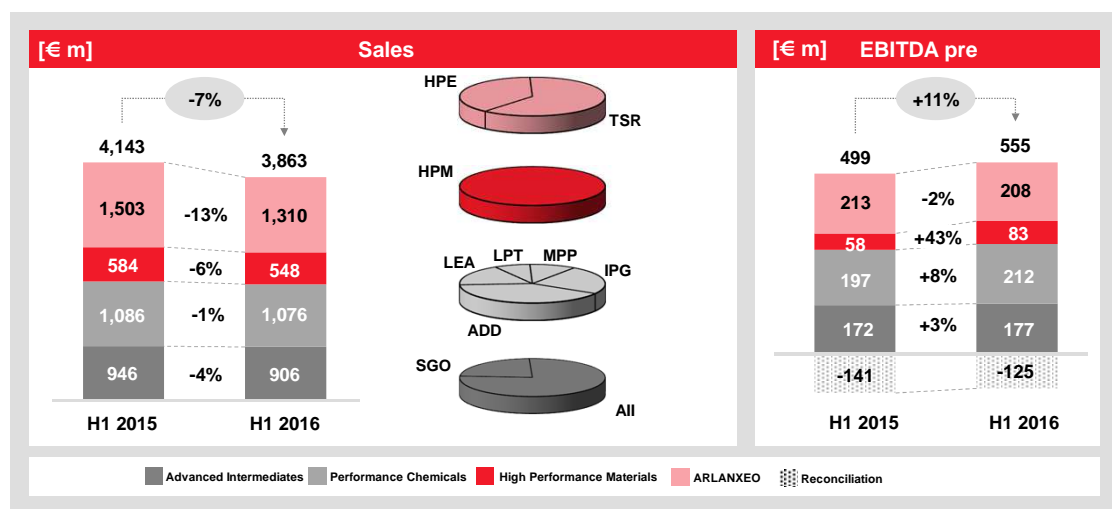 [€ m] Sales
-7%
4,143
3,863
1,503
-13%
1,310
584
-6%
548
1,086
-1%
1,076
946
-4%
906
H1 2015
H1 2016
HPE
TSR
HPM
LEA
LPT
MPP
IPG
ADD
SGO
AII
[€ m] EBITDA pre
+11%
499
555
213
-2%
208
58
+43%
83
197
+8%
212
172
+3%
177
-141
-125
H1 2015
H1 2016
Advanced Intermediates Performance Chemicals High Performance Materials ARLANXEO Reconciliation